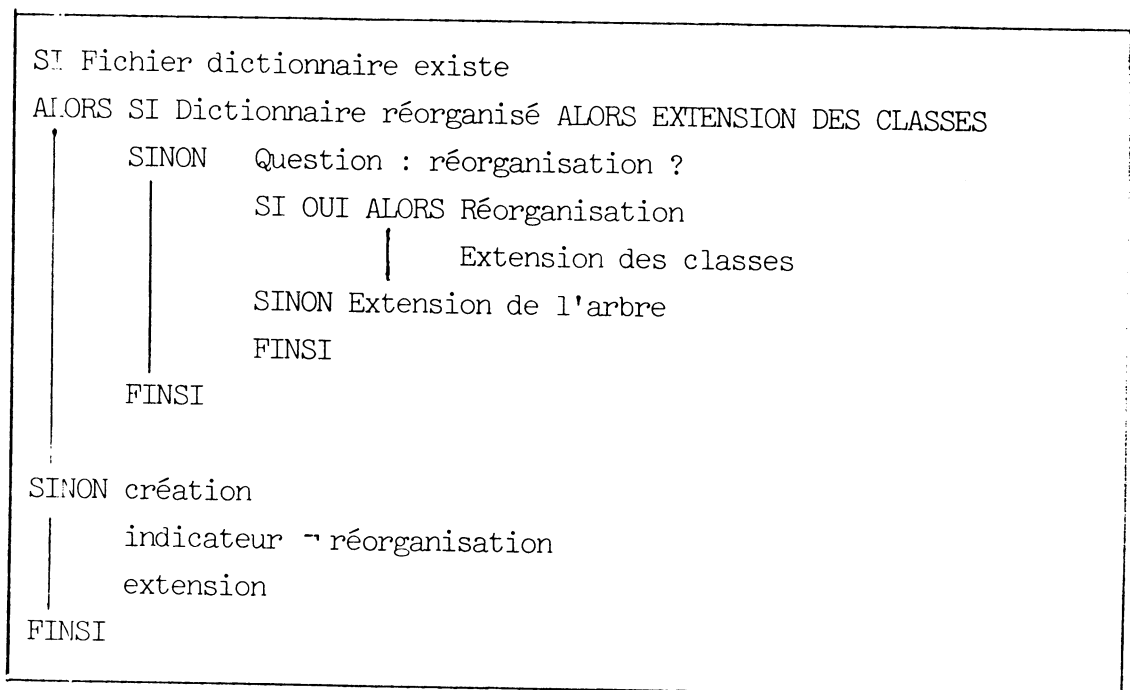 SI Fichier dictionnaire existe
ALORS SI Dictionnaire réorganisé ALORS EXTENSION DES CLASSES
SINON Question : réorganisation ?
SI OUI ALORS Réorganisation
Extension des classes
SINON Extension de l'arbre
FINSI
FINSI
SINON création
indicateur ¬ réorganisation
extension
FINSI